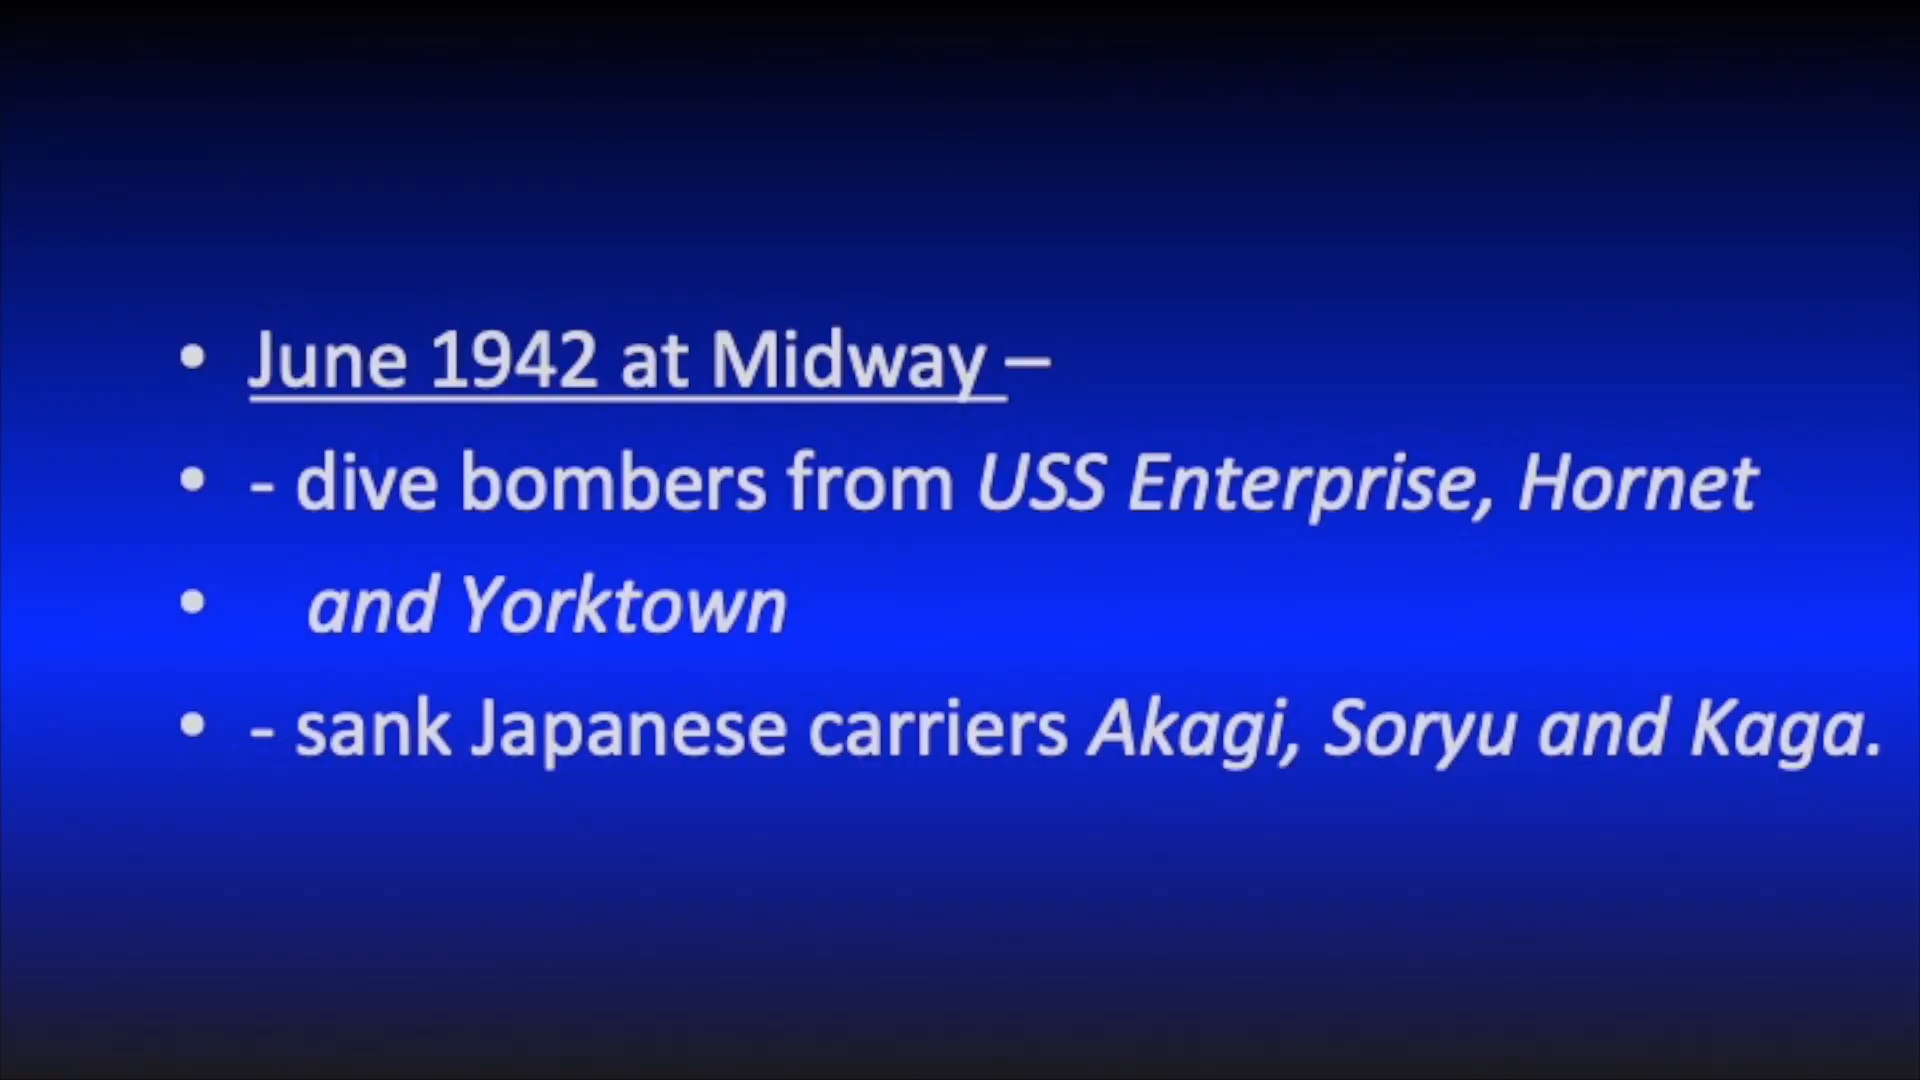 • June 1942 at Midway –
• - dive bombers from USS Enterprise, Hornet
• and Yorktown
• - sank Japanese carriers Akagi, Soryu and Kaga.